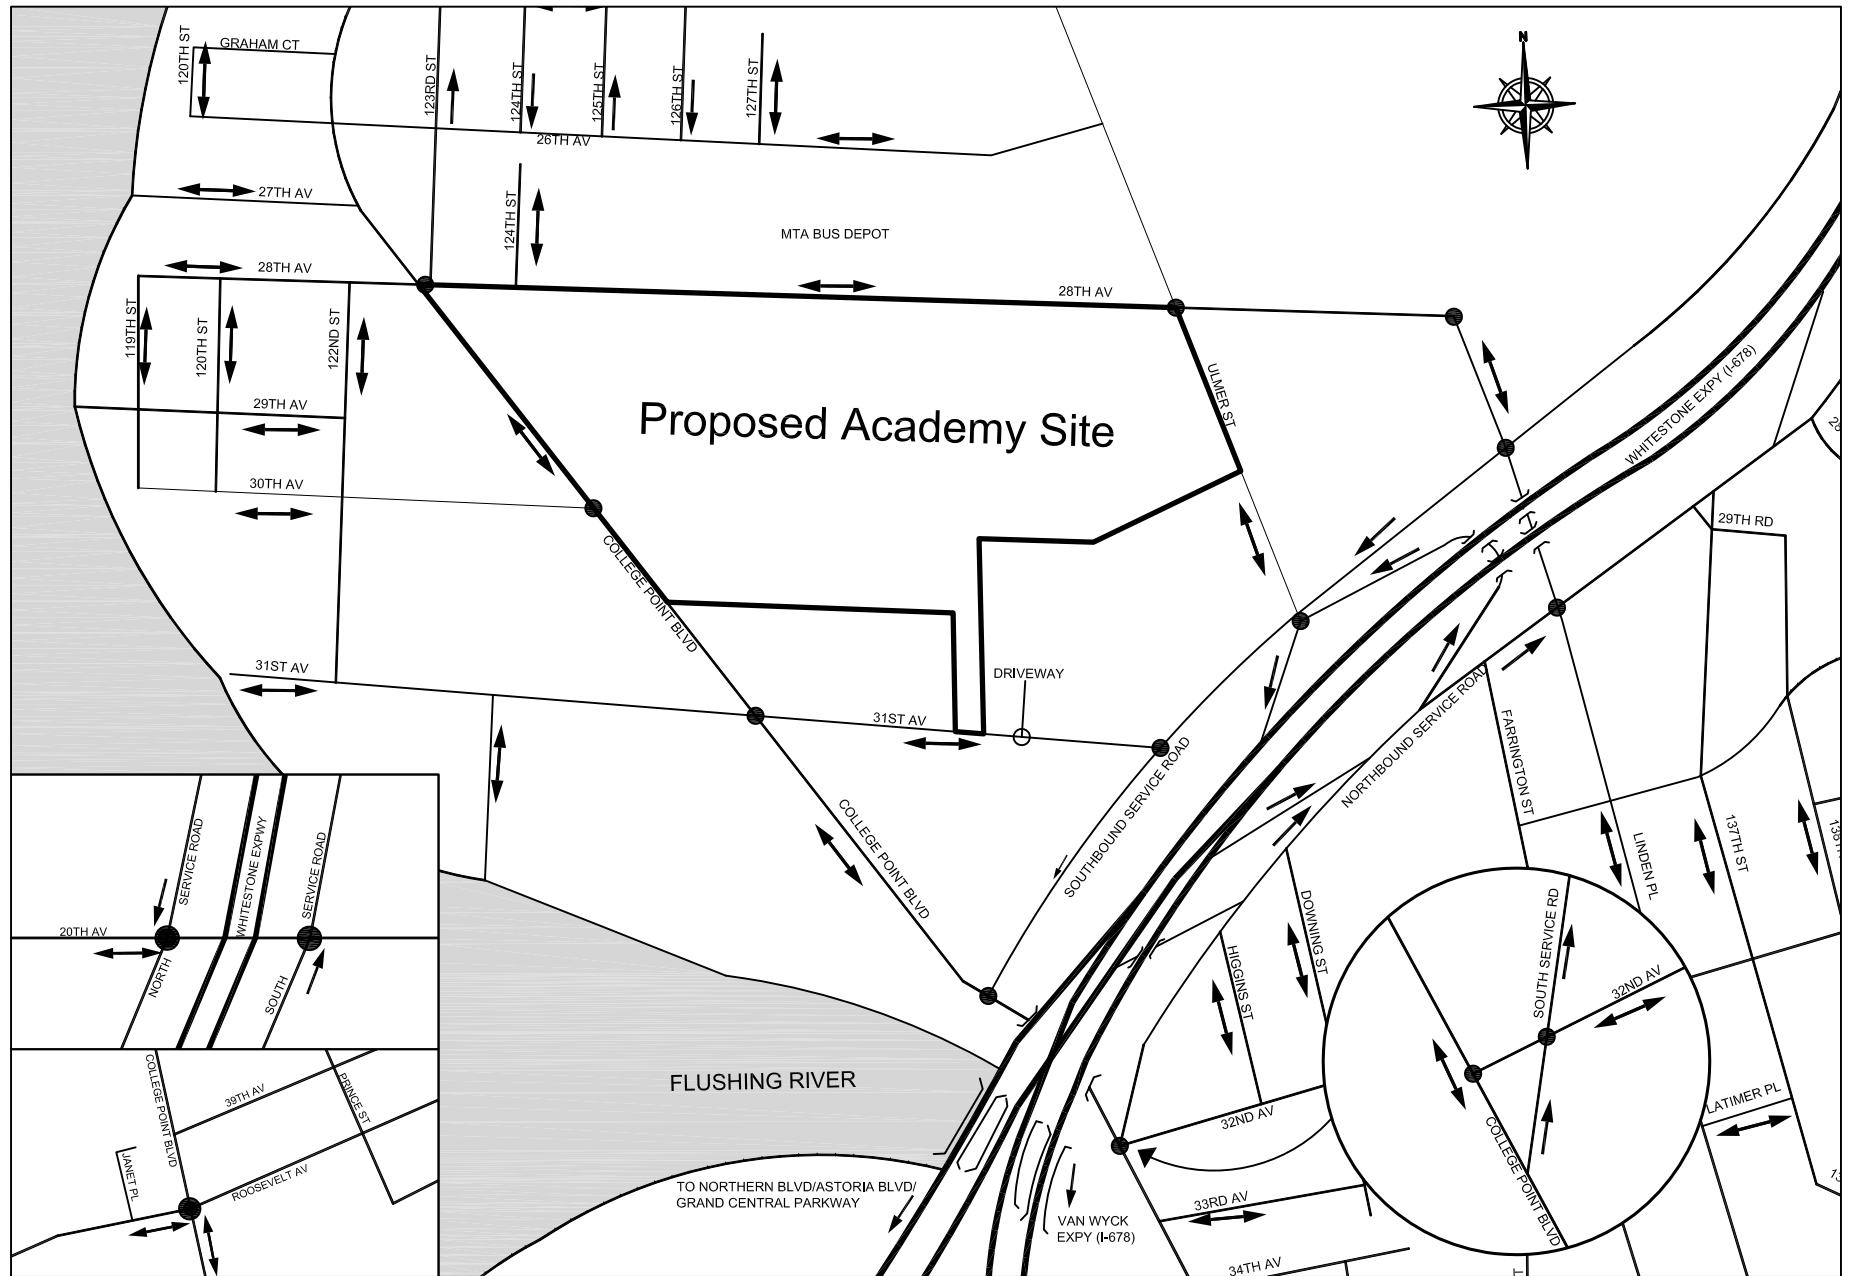 N
120TH ST
GRAHAM CT
123RD ST
124TH ST
125TH ST
126TH ST
127TH ST
26TH AV
27TH AV
124TH ST
MTA BUS DEPOT
28TH AV
28TH AV
119TH ST
120TH ST
122ND ST
ULMER ST
WHITESTONE EXPY (I-678)
29TH AV
Proposed Academy Site
30TH AV
29TH RD
COLLEGE POINT BLVD
31ST AV
DRIVEWAY
31ST AV
SOUTHBOUND SERVICE ROAD
NORTHBOUND SERVICE ROAD
FARRINGTON ST
COLLEGE POINT BLVD
LINDEN PL
137TH ST
DOWNING ST
HIGGINS ST
SERVICE ROAD
WHITESTONE EXPWY
SERVICE ROAD
20TH AV
NORTH
SOUTH
SOUTH SERVICE RD
32ND AV
COLLEGE POINT BLVD
LATIMER PL
COLLEGE POINT BLVD
39TH AV
PRINCE ST
JANET PL
ROOSEVELT AV
FLUSHING RIVER
32ND AV
TO NORTHERN BLVD/ASTORIA BLVD/
GRAND CENTRAL PARKWAY
VAN WYCK
EXPY (I-678)
33RD AV
34TH AV